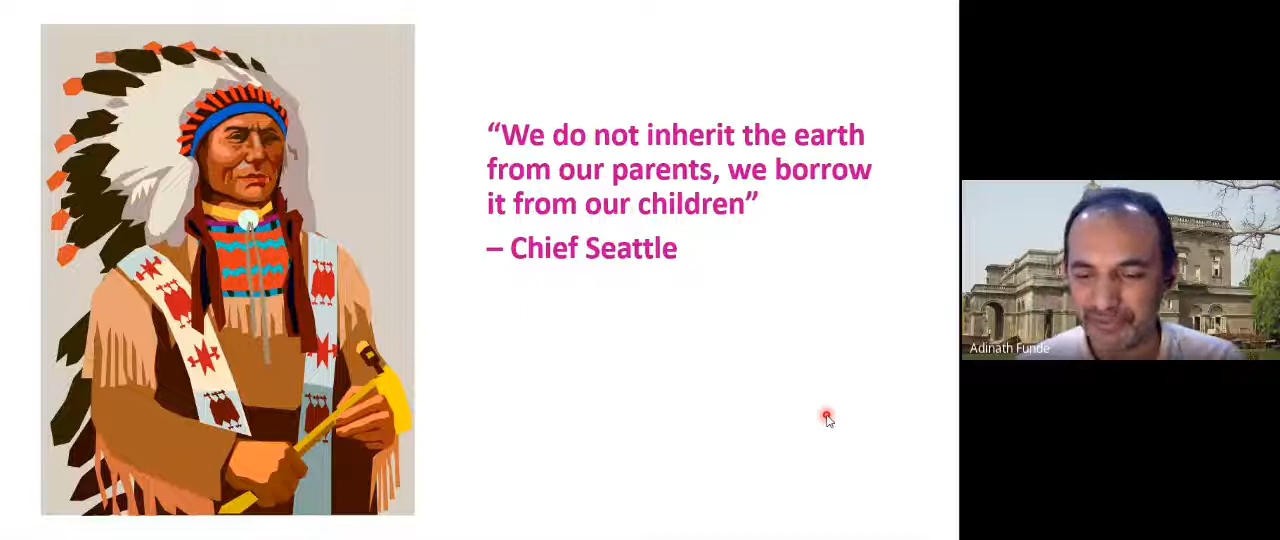 “We do not inherit the earth
from our parents, we borrow
it from our children”
– Chief Seattle
Adinath Funde